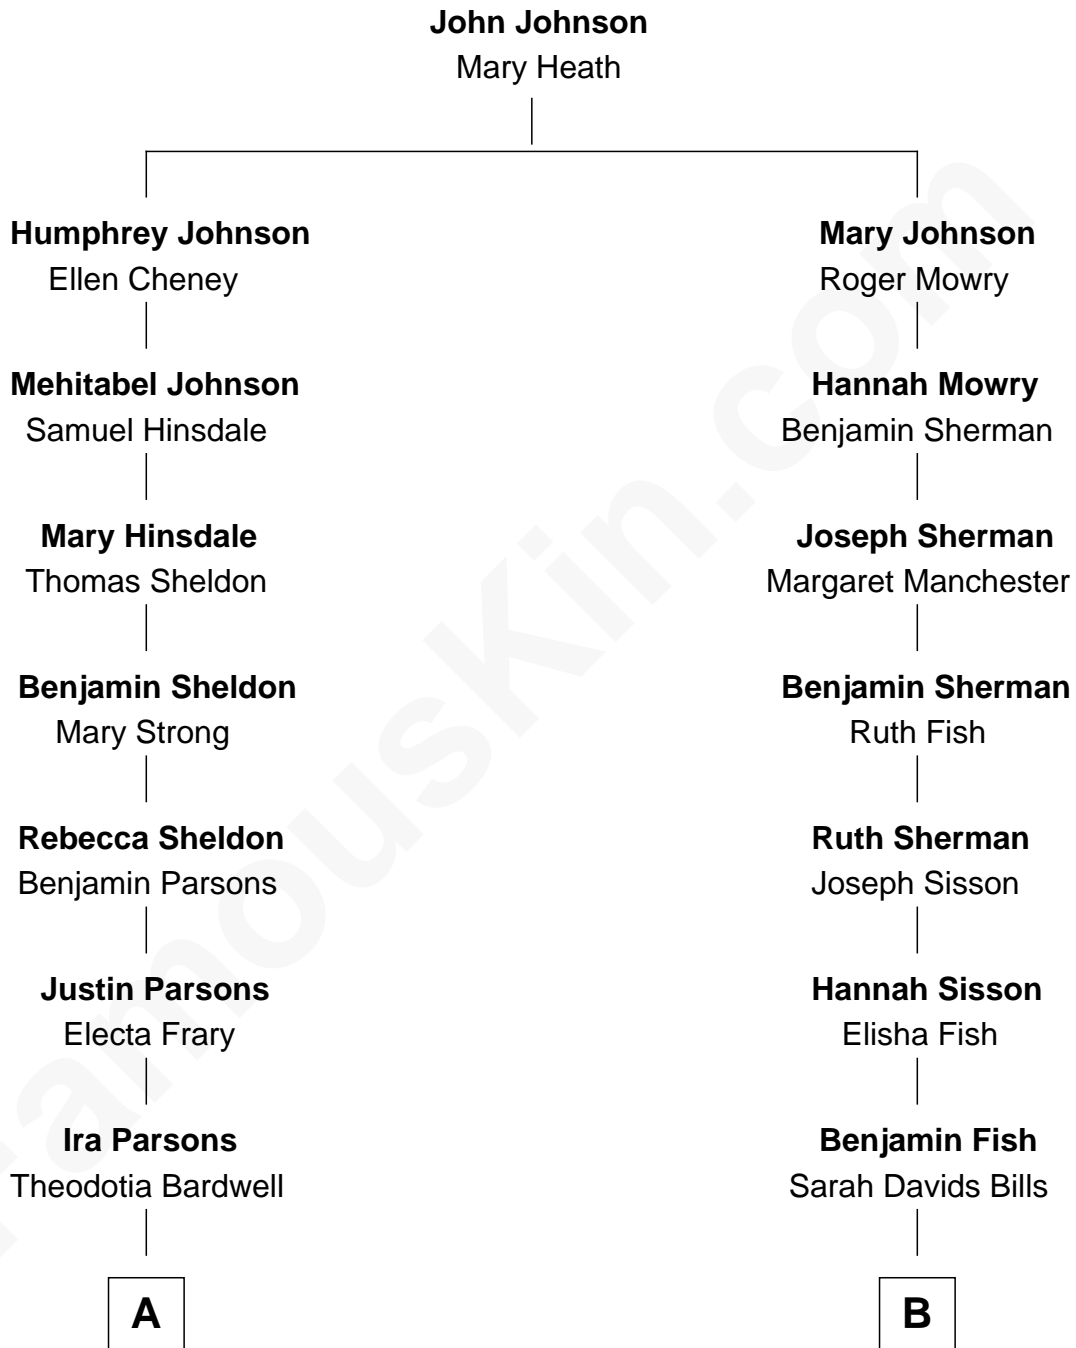 John Johnson
Mary Heath
Humphrey Johnson
Ellen Cheney
Mary Johnson
Roger Mowry
Mehitabel Johnson
Samuel Hinsdale
Hannah Mowry
Benjamin Sherman
Mary Hinsdale
Thomas Sheldon
Joseph Sherman
Margaret Manchester
Benjamin Sheldon
Mary Strong
Benjamin Sherman
Ruth Fish
Rebecca Sheldon
Benjamin Parsons
Ruth Sherman
Joseph Sisson
Justin Parsons
Electa Frary
Hannah Sisson
Elisha Fish
Ira Parsons
Theodotia Bardwell
Benjamin Fish
Sarah Davids Bills
A
B
FamousKin.com